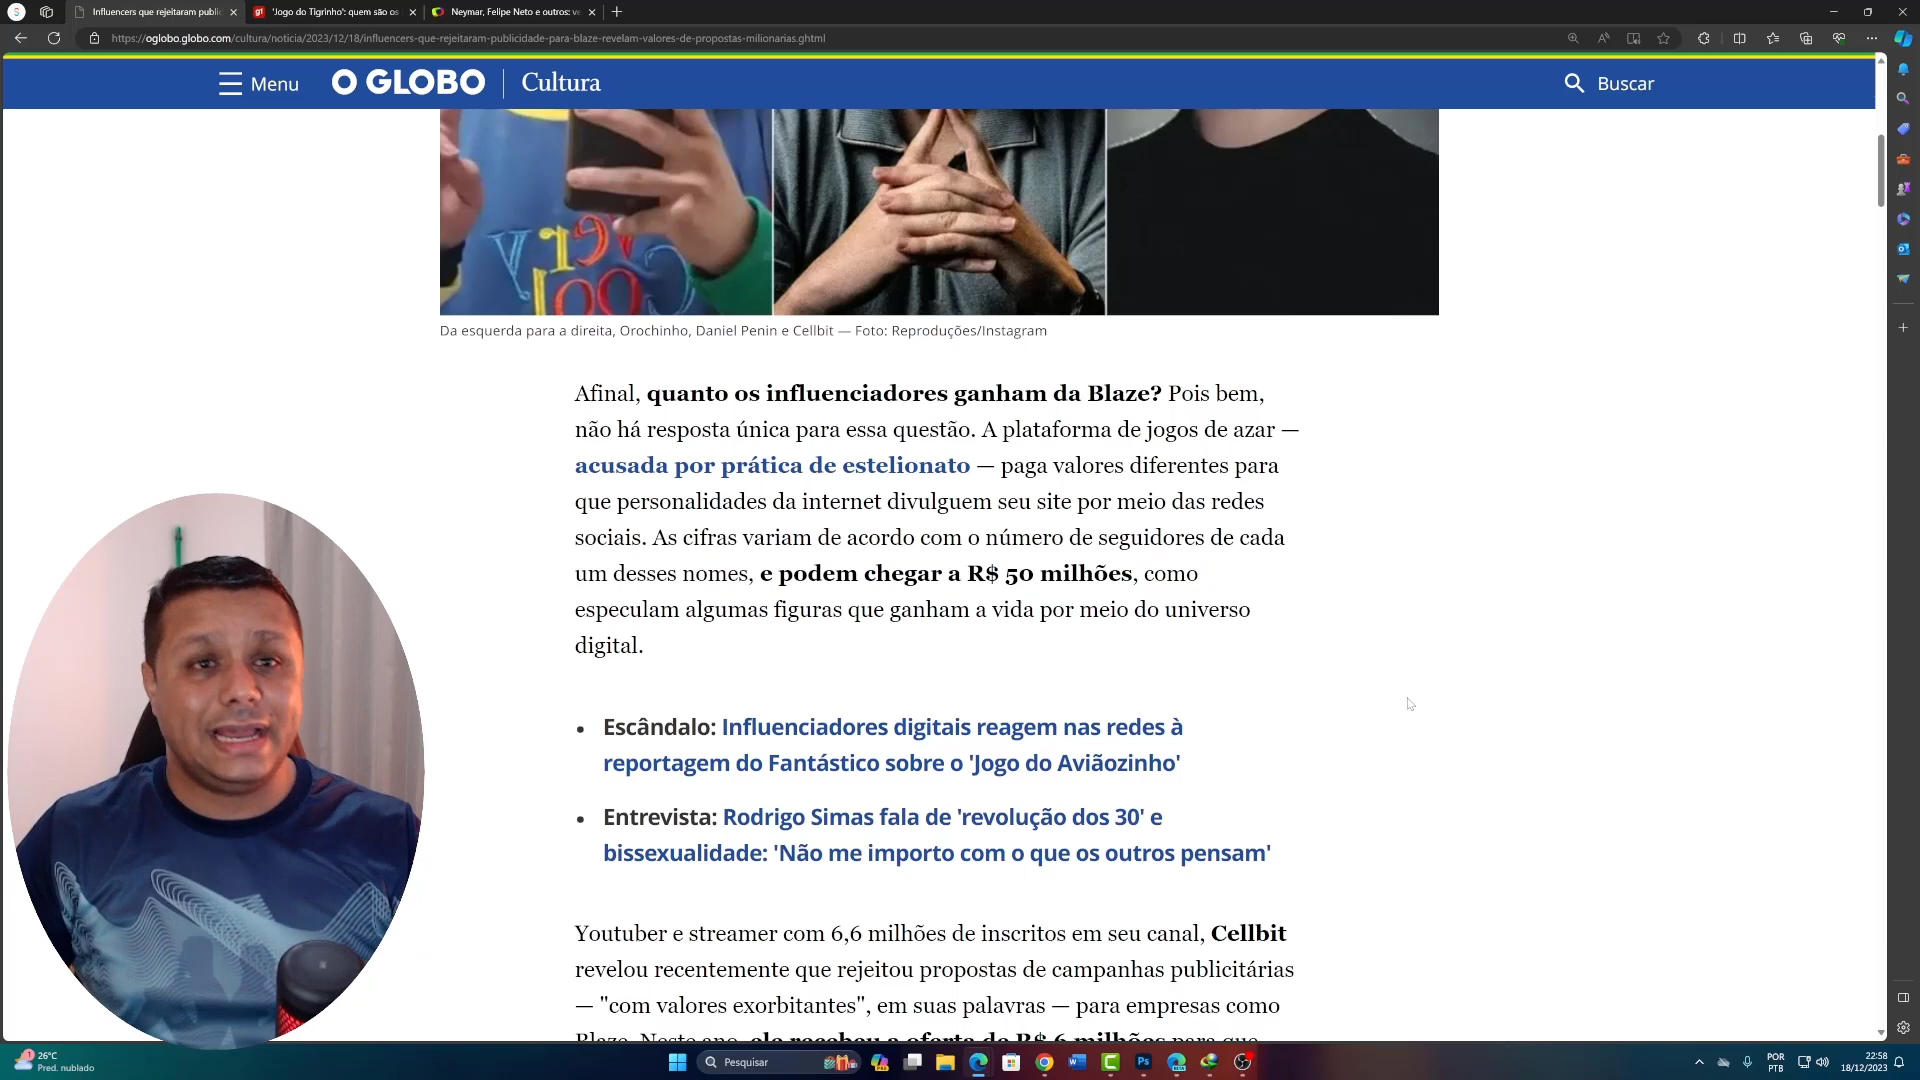 Influencers que rejeitaram public
g1 'Jogo do Tigrinho': quem são os
Neymar, Felipe Neto e outros: ve
https://oglobo.globo.com/cultura/noticia/2023/12/18/influencers-que-rejeitaram-publicidade-para-blaze-revelam-valores-de-propostas-milionarias.ghtml
Menu
O GLOBO
Cultura
Buscar
Da esquerda para a direita, Orochinho, Daniel Penin e Cellbit — Foto: Reproduções/Instagram
Afinal, quanto os influenciadores ganham da Blaze? Pois bem,
não há resposta única para essa questão. A plataforma de jogos de azar —
acusada por prática de estelionato — paga valores diferentes para
que personalidades da internet divulguem seu site por meio das redes
sociais. As cifras variam de acordo com o número de seguidores de cada
um desses nomes, e podem chegar a R$ 50 milhões, como
especulam algumas figuras que ganham a vida por meio do universo
digital.
• Escândalo: Influenciadores digitais reagem nas redes à
reportagem do Fantástico sobre o 'Jogo do Aviãozinho'
• Entrevista: Rodrigo Simas fala de 'revolução dos 30' e
bissexualidade: 'Não me importo com o que os outros pensam'
Youtuber e streamer com 6,6 milhões de inscritos em seu canal, Cellbit
revelou recentemente que rejeitou propostas de campanhas publicitárias
— "com valores exorbitantes", em suas palavras — para empresas como
Blaze. Neste ano, ele recebeu a oferta de R$ 6 milhões para que
26°C
Pred. nublado
Pesquisar
POR
PTB
22:58
18/12/2023